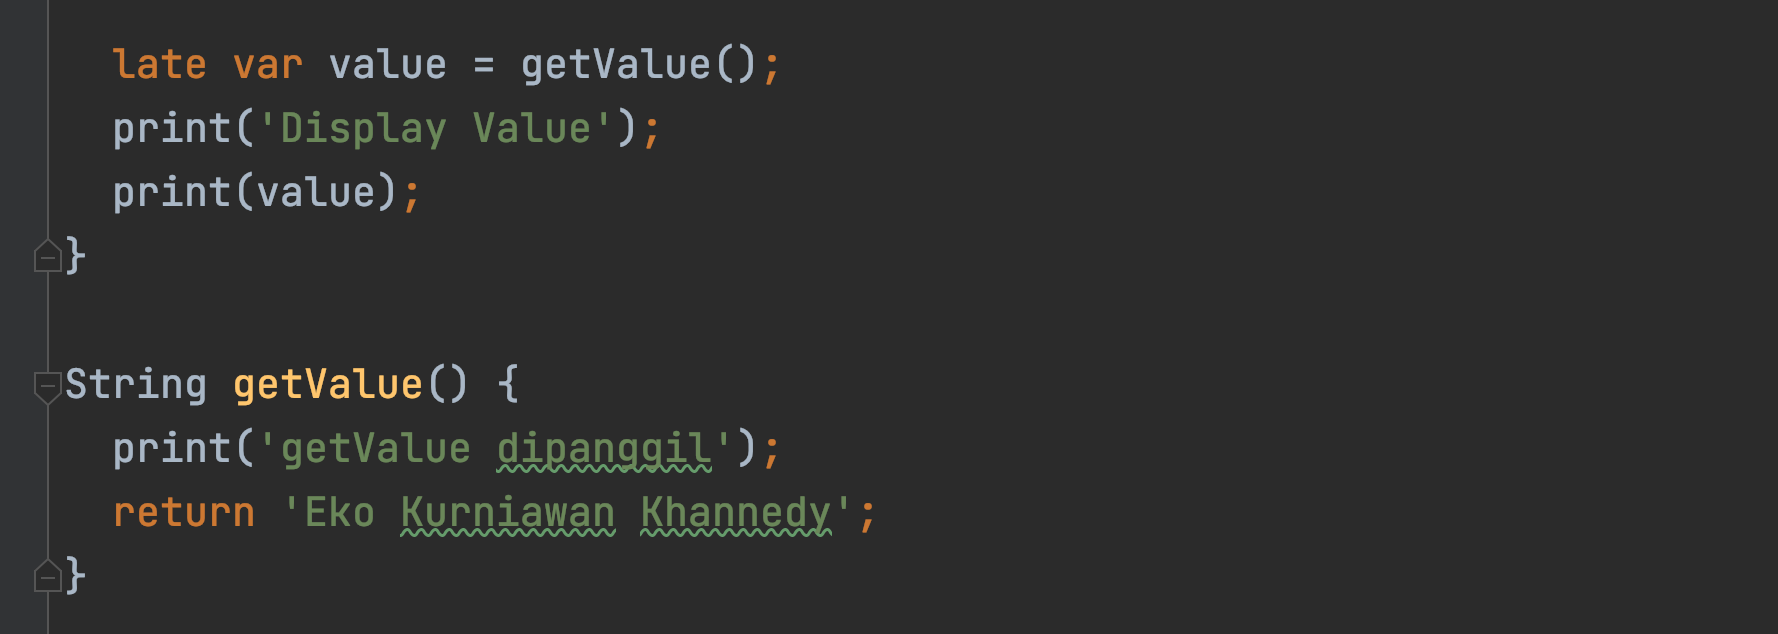 late var value = getValue();
print('Display Value');
print(value);
}
String getValue() {
print('getValue dipanggil');
return 'Eko Kurniawan Khannedy';
}